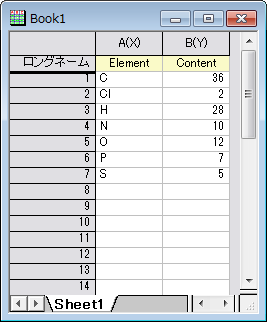 Book1
A(X) B(Y)
ロングネーム Element Content
1 C 36
2 Cl 2
3 H 28
4 N 10
5 O 12
6 P 7
7 S 5
8
9
10
11
12
13
14
Sheet1